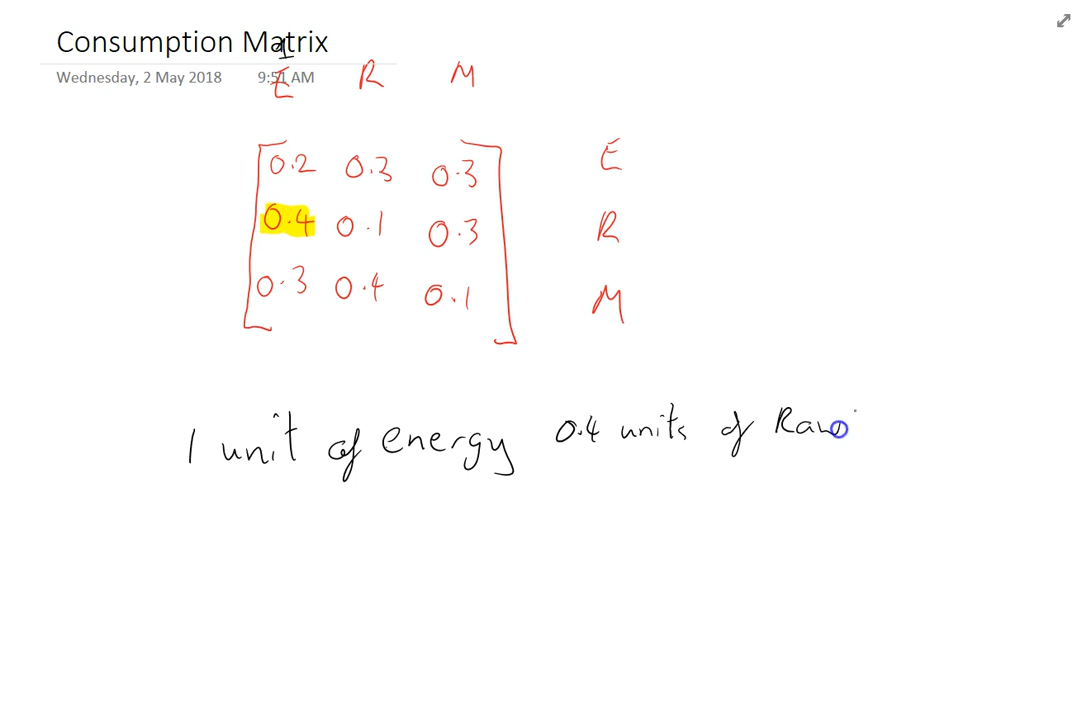 Consumption Matrix
Wednesday, 2 May 2018 9:51 AM
1
E R M
0.2 0.3 0.3 E
0.4 0.1 0.3 R
0.3 0.4 0.1 M
1 unit of energy 0.4 units of Raw